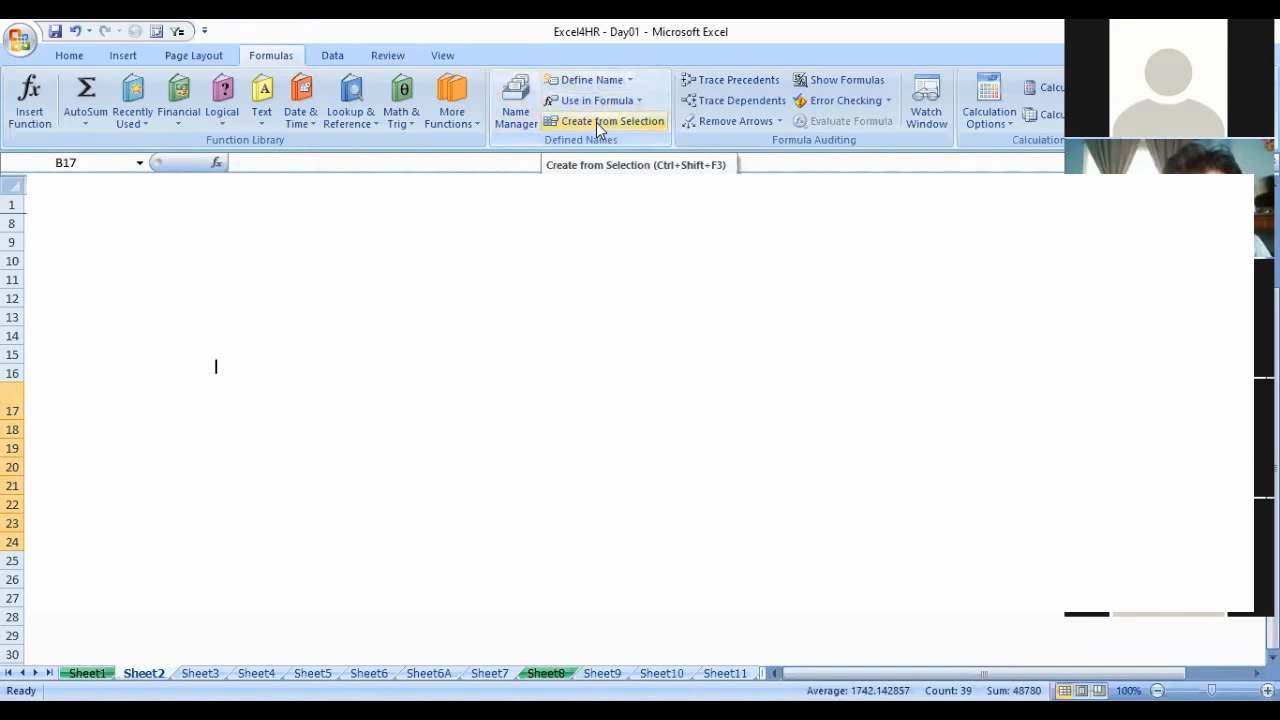 Excel4HR - Day01 - Microsoft Excel
Home Insert Page Layout Formulas Data Review View
Insert Function
AutoSum
Recently Used
Financial
Logical
Text
Date & Time
Lookup & Reference
Math & Trig
More Functions
Function Library
Name Manager
Define Name
Use in Formula
Create from Selection
Defined Names
Trace Precedents
Trace Dependents
Remove Arrows
Show Formulas
Error Checking
Evaluate Formula
Formula Auditing
Watch Window
Calculation Options
Calcu
Calcu
Calculation
B17 fx
Create from Selection (Ctrl+Shift+F3)
1
8
9
10
11
12
13
14
15
16
17
18
19
20
21
22
23
24
25
26
27
28
29
30
Sheet1 Sheet2 Sheet3 Sheet4 Sheet5 Sheet6 Sheet6A Sheet7 Sheet8 Sheet9 Sheet10 Sheet11
Ready Average: 1742.142857 Count: 39 Sum: 48780 100%